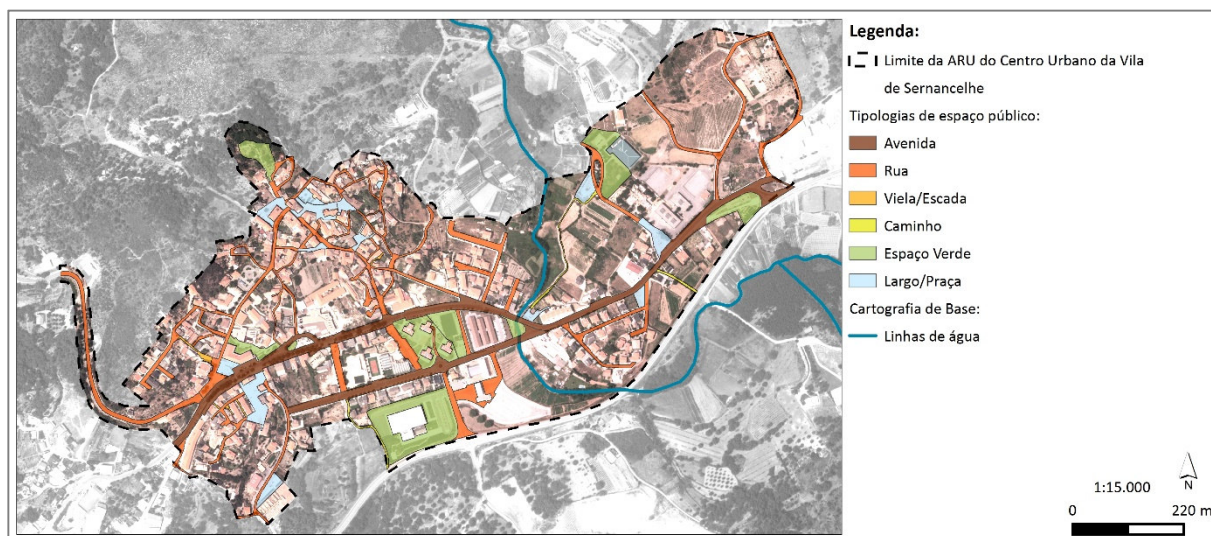 Legenda:
Limite da ARU do Centro Urbano da Vila
de Sernancelhe
Tipologias de espaço público:
Avenida
Rua
Viela/Escada
Caminho
Espaço Verde
Largo/Praça
Cartografia de Base:
Linhas de água
1:15.000
N
0 220 m